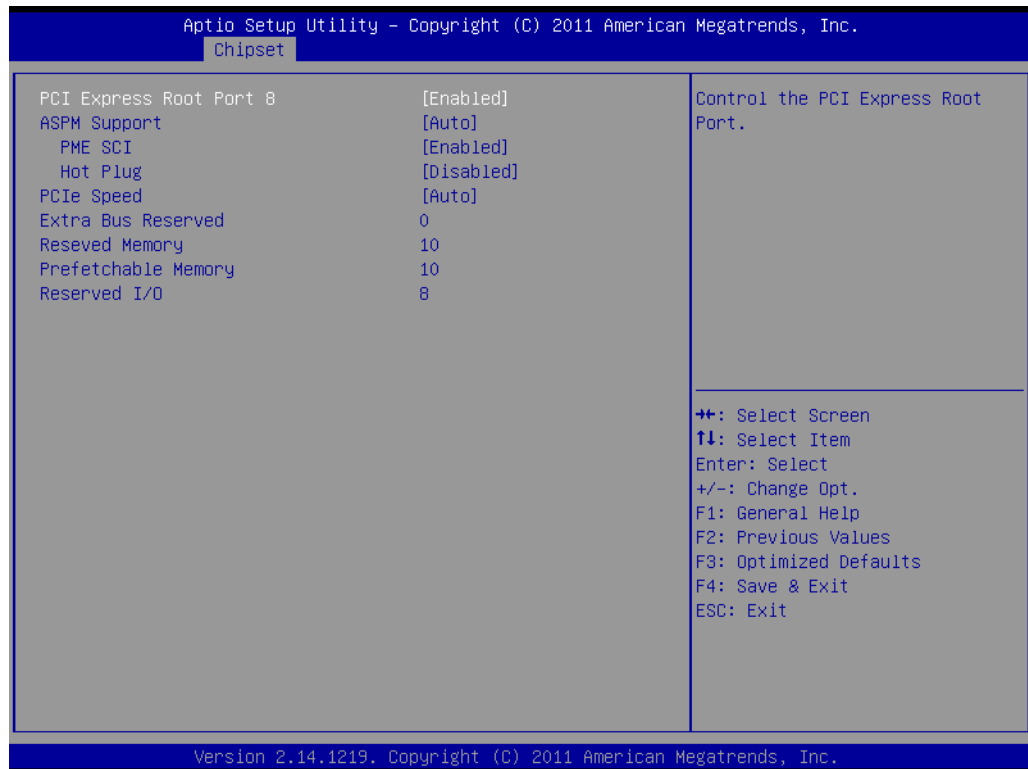 Aptio Setup Utility – Copyright (C) 2011 American Megatrends, Inc.
Chipset
PCI Express Root Port 8 [Enabled]
ASPM Support [Auto]
PME SCI [Enabled]
Hot Plug [Disabled]
PCIe Speed [Auto]
Extra Bus Reserved 0
Reseved Memory 10
Prefetchable Memory 10
Reserved I/O 8
Control the PCI Express Root
Port.
→←: Select Screen
↑↓: Select Item
Enter: Select
+/-: Change Opt.
F1: General Help
F2: Previous Values
F3: Optimized Defaults
F4: Save & Exit
ESC: Exit
Version 2.14.1219. Copyright (C) 2011 American Megatrends, Inc.